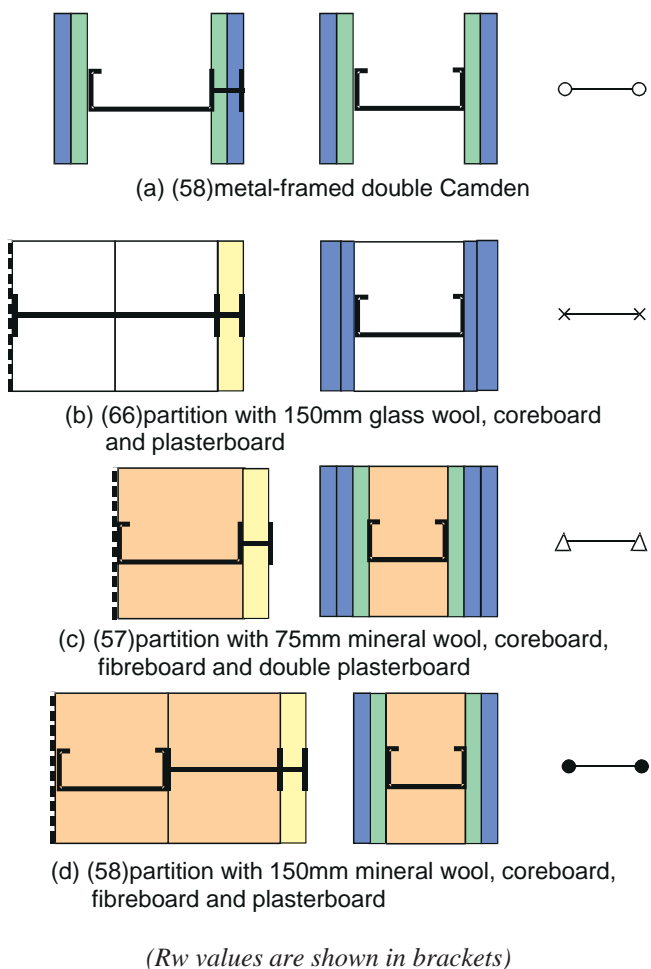 (a) (58)metal-framed double Camden
(b) (66)partition with 150mm glass wool, coreboard
and plasterboard
(c) (57)partition with 75mm mineral wool, coreboard,
fibreboard and double plasterboard
(d) (58)partition with 150mm mineral wool, coreboard,
fibreboard and plasterboard
(Rw values are shown in brackets)